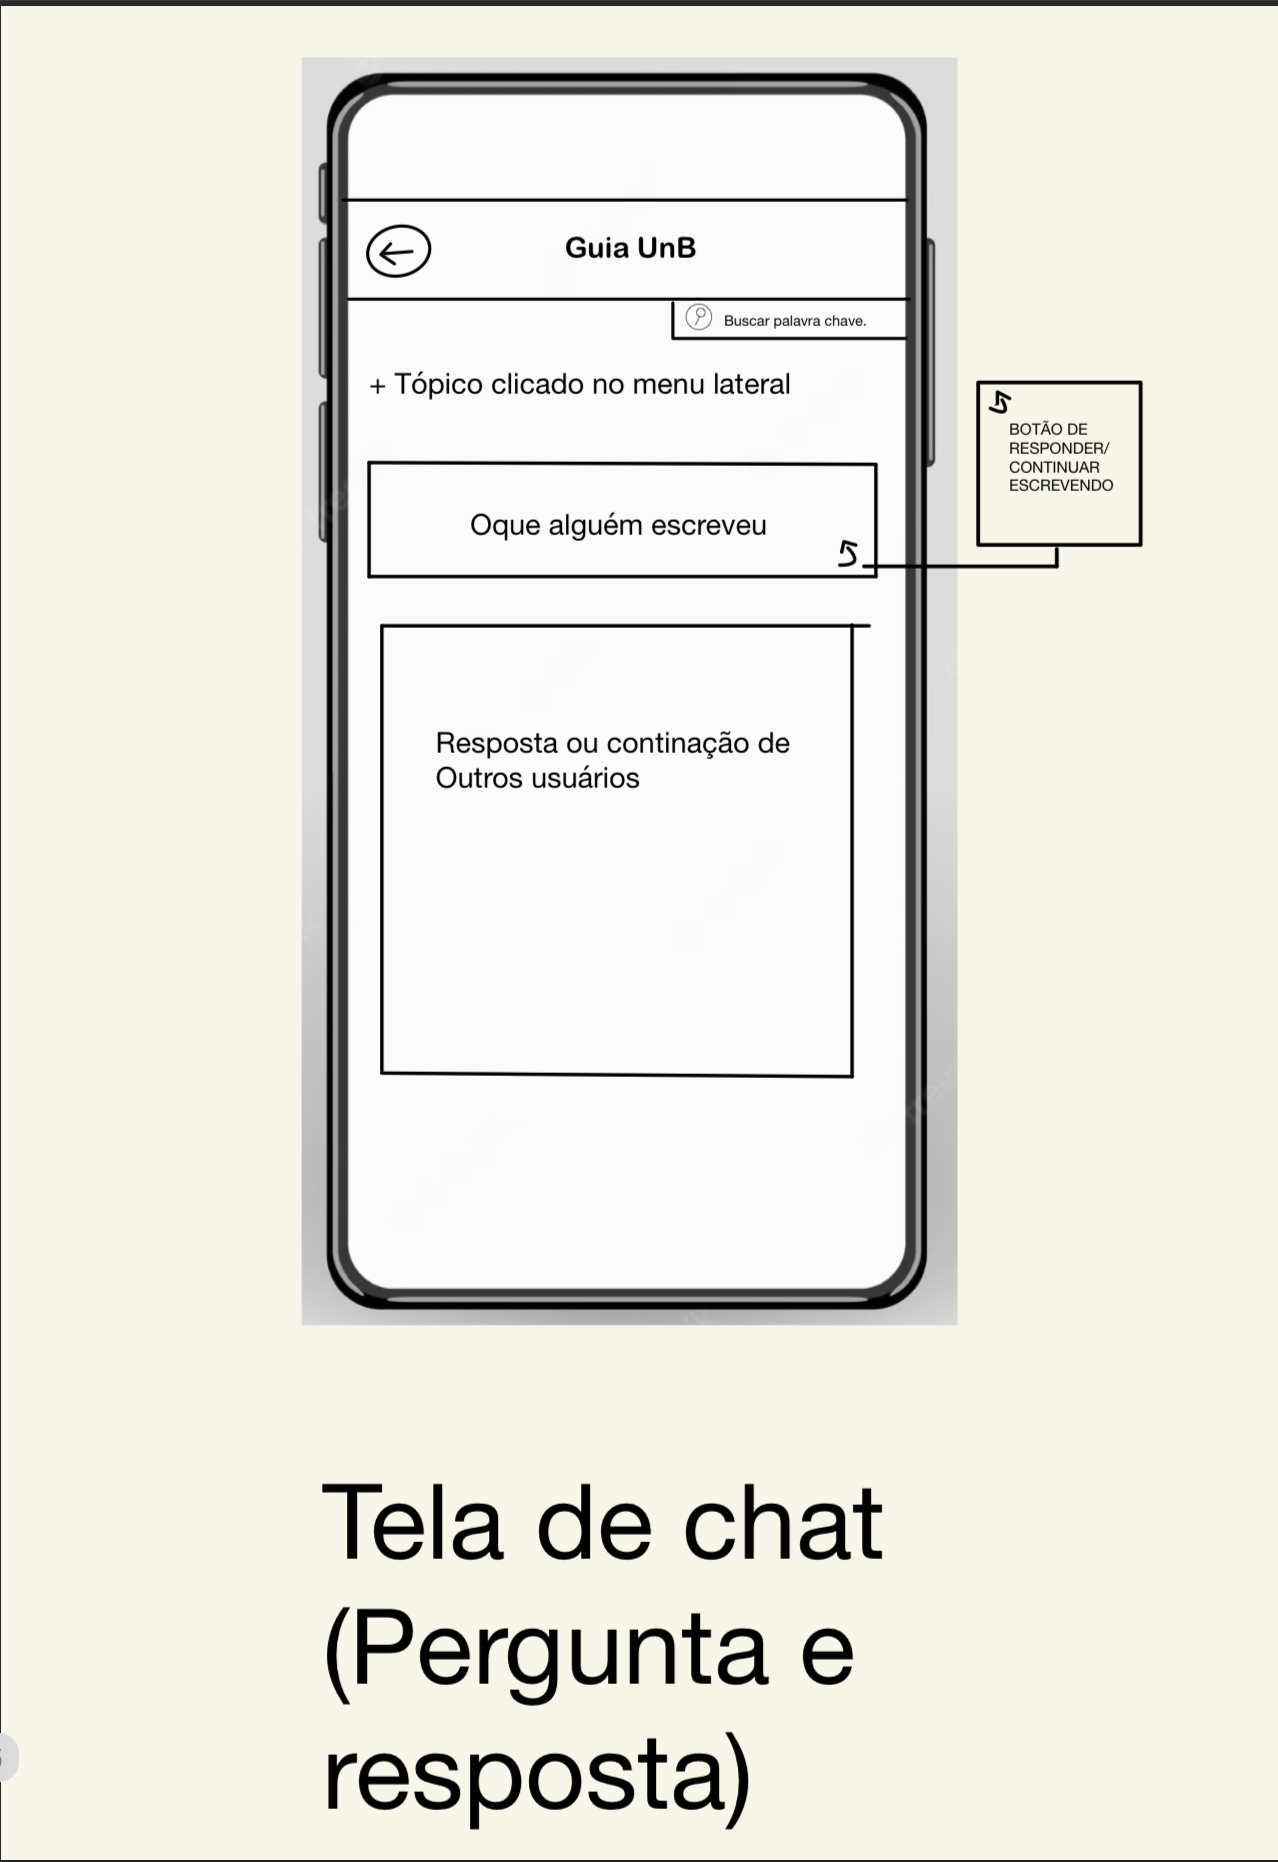 Guia UnB
Buscar palavra chave.
+ Tópico clicado no menu lateral
BOTÃO DE
RESPONDER/
CONTINUAR
ESCREVENDO
Oque alguém escreveu
Resposta ou continação de
Outros usuários
Tela de chat
(Pergunta e
resposta)